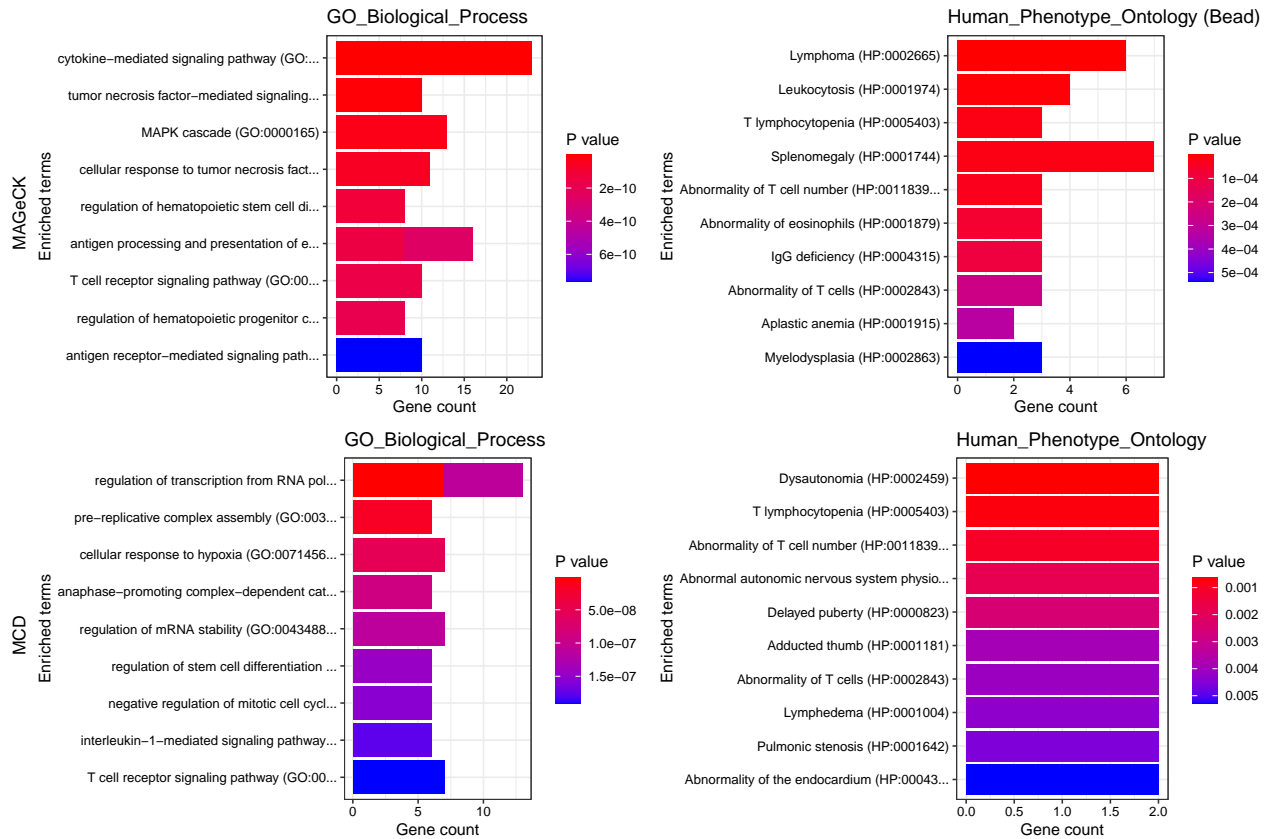 GO_Biological_Process
MAGeCK
Enriched terms
cytokine−mediated signaling pathway (GO:...
tumor necrosis factor−mediated signaling...
MAPK cascade (GO:0000165)
cellular response to tumor necrosis fact...
regulation of hematopoietic stem cell di...
antigen processing and presentation of e...
T cell receptor signaling pathway (GO:00...
regulation of hematopoietic progenitor c...
antigen receptor−mediated signaling path...
0 5 10 15 20
Gene count
P value
2e−10
4e−10
6e−10
Human_Phenotype_Ontology (Bead)
Enriched terms
Lymphoma (HP:0002665)
Leukocytosis (HP:0001974)
T lymphocytopenia (HP:0005403)
Splenomegaly (HP:0001744)
Abnormality of T cell number (HP:0011839...
Abnormality of eosinophils (HP:0001879)
IgG deficiency (HP:0004315)
Abnormality of T cells (HP:0002843)
Aplastic anemia (HP:0001915)
Myelodysplasia (HP:0002863)
0 2 4 6
Gene count
P value
1e−04
2e−04
3e−04
4e−04
5e−04
GO_Biological_Process
MCD
Enriched terms
regulation of transcription from RNA pol...
pre−replicative complex assembly (GO:003...
cellular response to hypoxia (GO:0071456...
anaphase−promoting complex−dependent cat...
regulation of mRNA stability (GO:0043488...
regulation of stem cell differentiation ...
negative regulation of mitotic cell cycl...
interleukin−1−mediated signaling pathway...
T cell receptor signaling pathway (GO:00...
0 5 10
Gene count
P value
5.0e−08
1.0e−07
1.5e−07
Human_Phenotype_Ontology
Enriched terms
Dysautonomia (HP:0002459)
T lymphocytopenia (HP:0005403)
Abnormality of T cell number (HP:0011839...
Abnormal autonomic nervous system physio...
Delayed puberty (HP:0000823)
Adducted thumb (HP:0001181)
Abnormality of T cells (HP:0002843)
Lymphedema (HP:0001004)
Pulmonic stenosis (HP:0001642)
Abnormality of the endocardium (HP:00043...
0.0 0.5 1.0 1.5 2.0
Gene count
P value
0.001
0.002
0.003
0.004
0.005